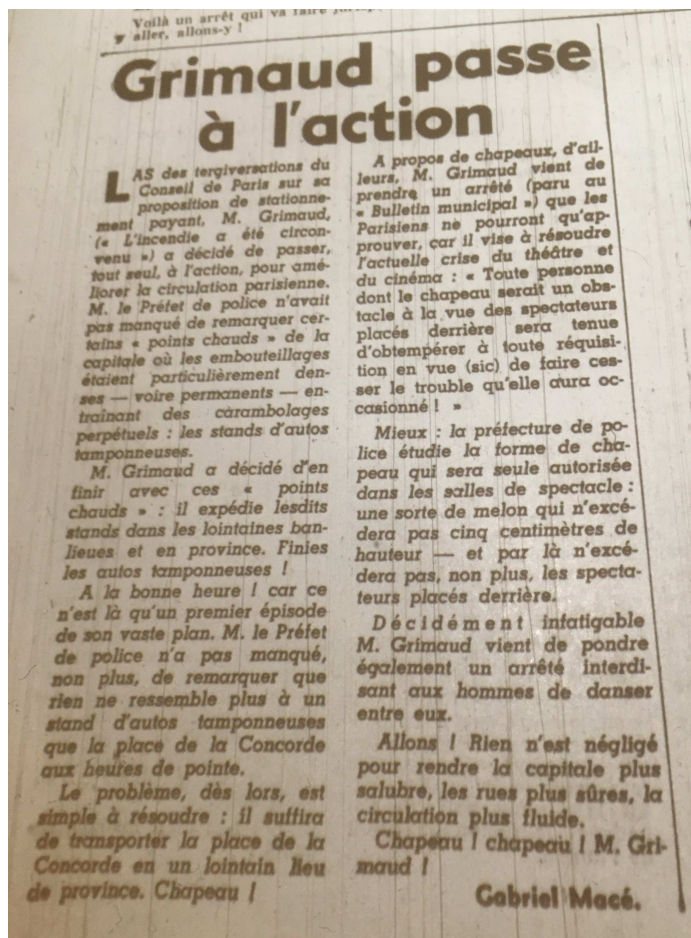 Voilà un arrêt qui va faire
aller, allons-y !
Grimaud passe
à l'action
LAS des tergiversations du
Conseil de Paris sur sa
proposition de stationne-
ment payant, M. Grimaud,
(« L'incendie a été circon-
venu ») a décidé de passer,
tout seul, à l'action, pour amé-
liorer la circulation parisienne.
M. le Préfet de police n'avait
pas manqué de remarquer cer-
tains « points chauds » de la
capitale où les embouteillages
étaient particulièrement den-
ses — voire permanents — en-
traînant des carambolages
perpétuels : les stands d'autos
tamponneuses.
M. Grimaud a décidé d'en
finir avec ces « points
chauds » : il expédie lesdits
stands dans les lointaines ban-
lieues et en province. Finies
les autos tamponneuses !
A la bonne heure ! car ce
n'est là qu'un premier épisode
de son vaste plan. M. le Préfet
de police n'a pas manqué,
non plus, de remarquer que
rien ne ressemble plus à un
stand d'autos tamponneuses
que la place de la Concorde
aux heures de pointe.
Le problème, dès lors, est
simple à résoudre : il suffira
de transporter la place de la
Concorde en un lointain lieu
de province. Chapeau !
A propos de chapeaux, d'ail-
leurs, M. Grimaud vient de
prendre un arrêté (paru au
« Bulletin municipal ») que les
Parisiens ne pourront qu'ap-
prouver, car il vise à résoudre
l'actuelle crise du théâtre et
du cinéma : « Toute personne
dont le chapeau serait un obs-
tacle à la vue des spectateurs
placés derrière sera tenue
d'obtempérer à toute réquisi-
tion en vue (sic) de faire ces-
ser le trouble qu'elle aura oc-
casionné ! »
Mieux : la préfecture de po-
lice étudie la forme de cha-
peau qui sera seule autorisée
dans les salles de spectacle :
une sorte de melon qui n'excé-
dera pas cinq centimètres de
hauteur — et par là n'excé-
dera pas, non plus, les specta-
teurs placés derrière.
Décidément infatigable
M. Grimaud vient de pondre
également un arrêté interdi-
sant aux hommes de danser
entre eux.
Allons ! Rien n'est négligé
pour rendre la capitale plus
salubre, les rues plus sûres, la
circulation plus fluide.
Chapeau ! chapeau ! M. Gri-
maud !
Gabriel Macé.